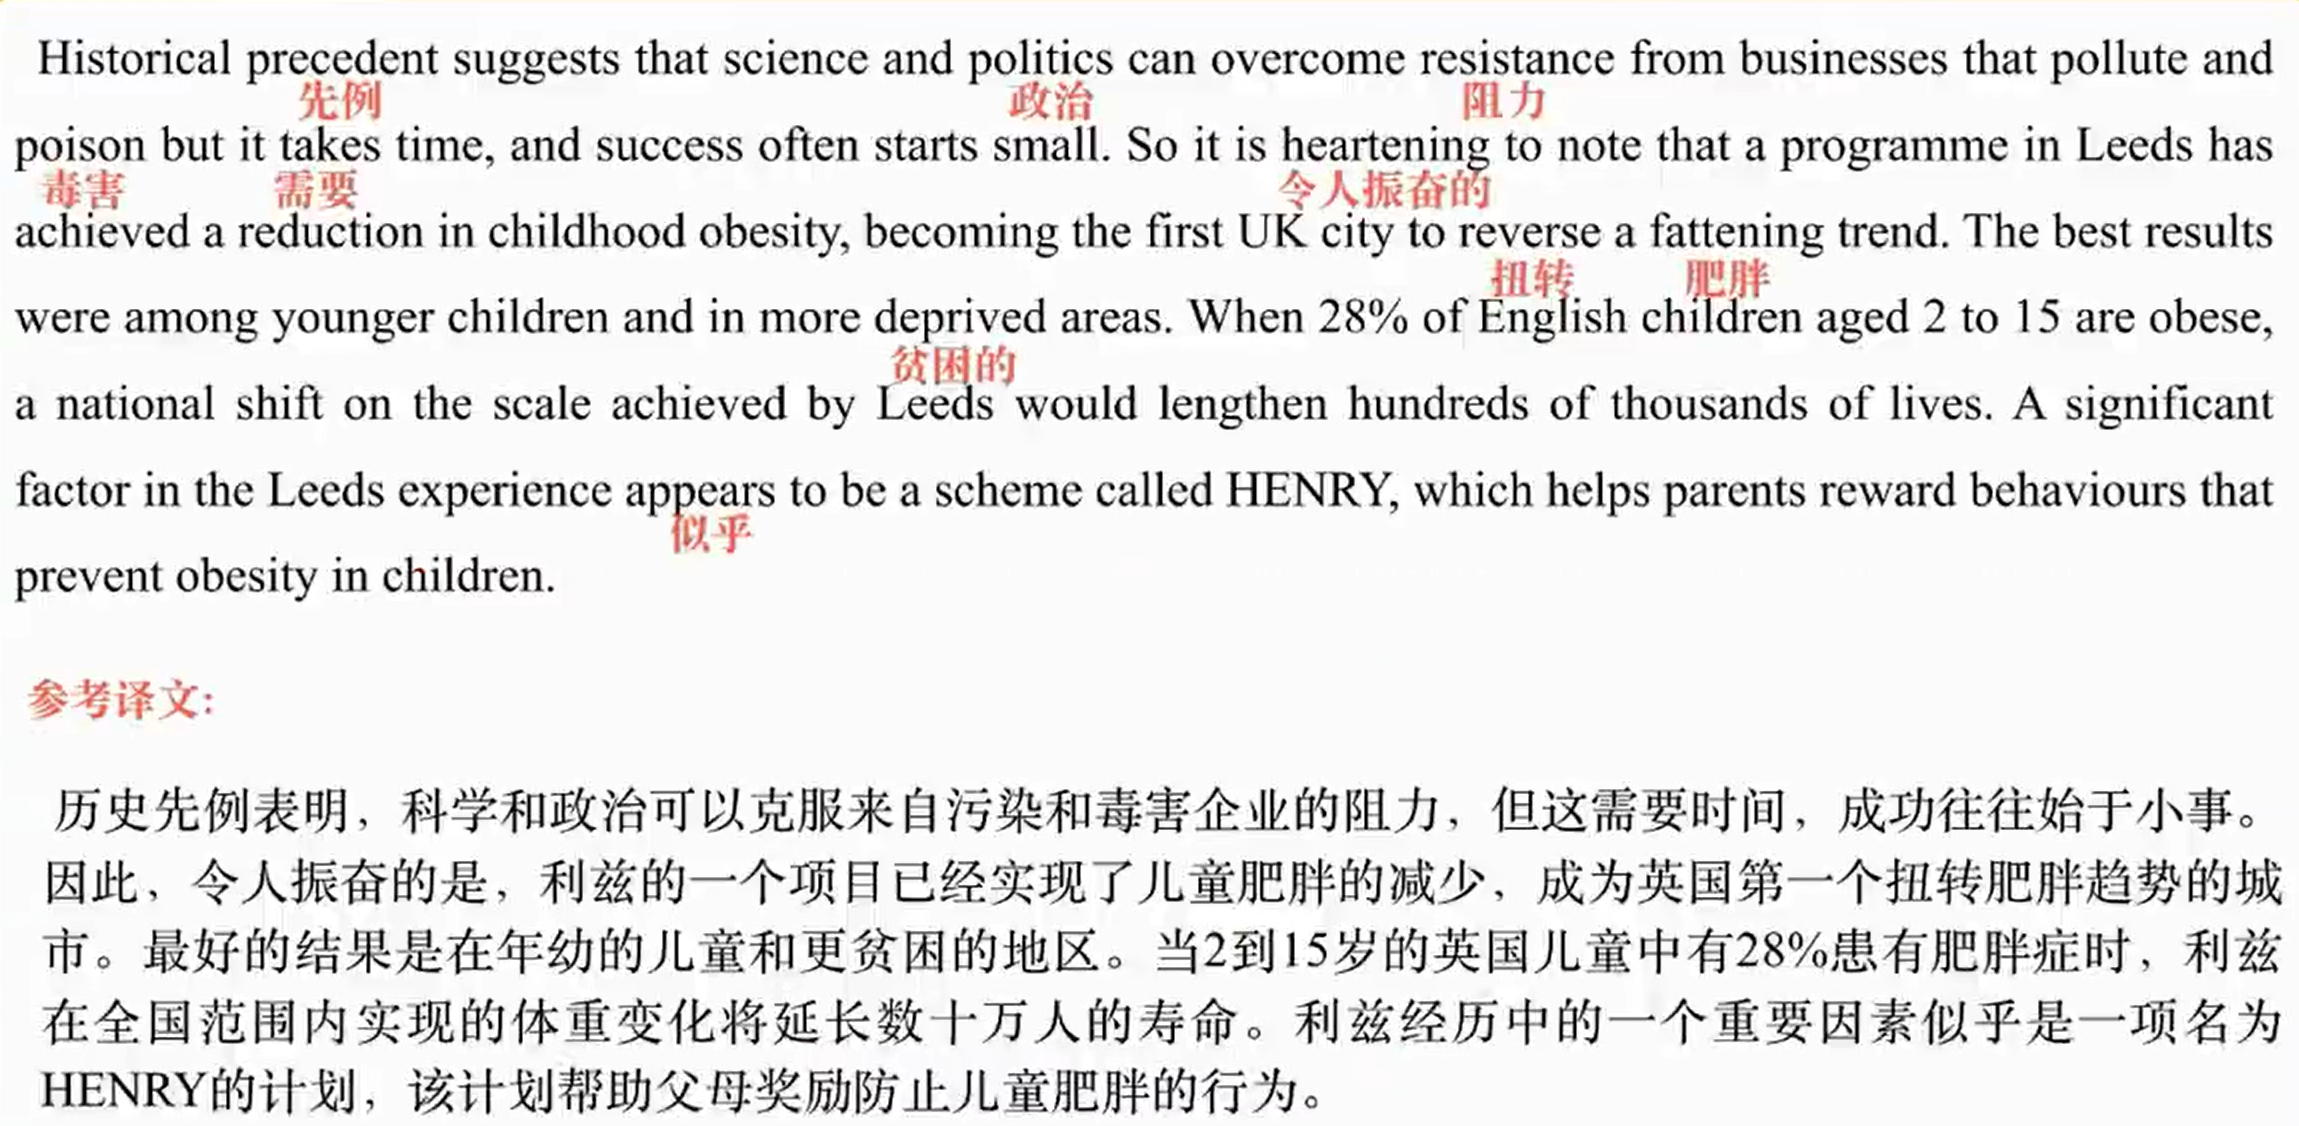 Historical precedent suggests that science and politics can overcome resistance from businesses that pollute and
先例 政治 阻力
poison but it takes time, and success often starts small. So it is heartening to note that a programme in Leeds has
毒害 需要 令人振奋的
achieved a reduction in childhood obesity, becoming the first UK city to reverse a fattening trend. The best results
扭转 肥胖
were among younger children and in more deprived areas. When 28% of English children aged 2 to 15 are obese,
贫困的
a national shift on the scale achieved by Leeds would lengthen hundreds of thousands of lives. A significant
factor in the Leeds experience appears to be a scheme called HENRY, which helps parents reward behaviours that
似乎
prevent obesity in children.
参考译文:
历史先例表明，科学和政治可以克服来自污染和毒害企业的阻力，但这需要时间，成功往往始于小事。
因此，令人振奋的是，利兹的一个项目已经实现了儿童肥胖的减少，成为英国第一个扭转肥胖趋势的城
市。最好的结果是在年幼的儿童和更贫困的地区。当2到15岁的英国儿童中有28%患有肥胖症时，利兹
在全国范围内实现的体重变化将延长数十万人的寿命。利兹经历中的一个重要因素似乎是一项名为
HENRY的计划，该计划帮助父母奖励防止儿童肥胖的行为。